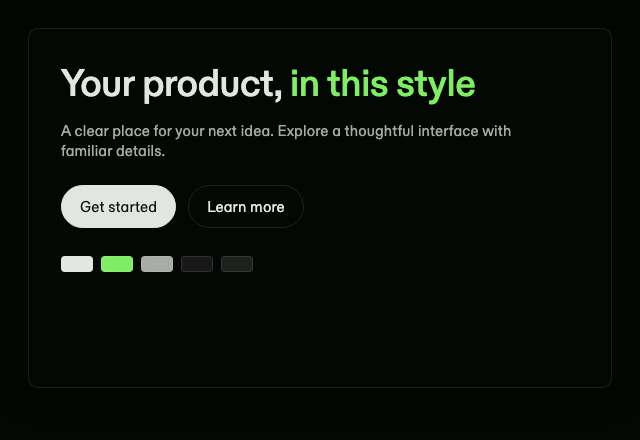 Your product, in this style
A clear place for your next idea. Explore a thoughtful interface with
familiar details.
Get started
Learn more